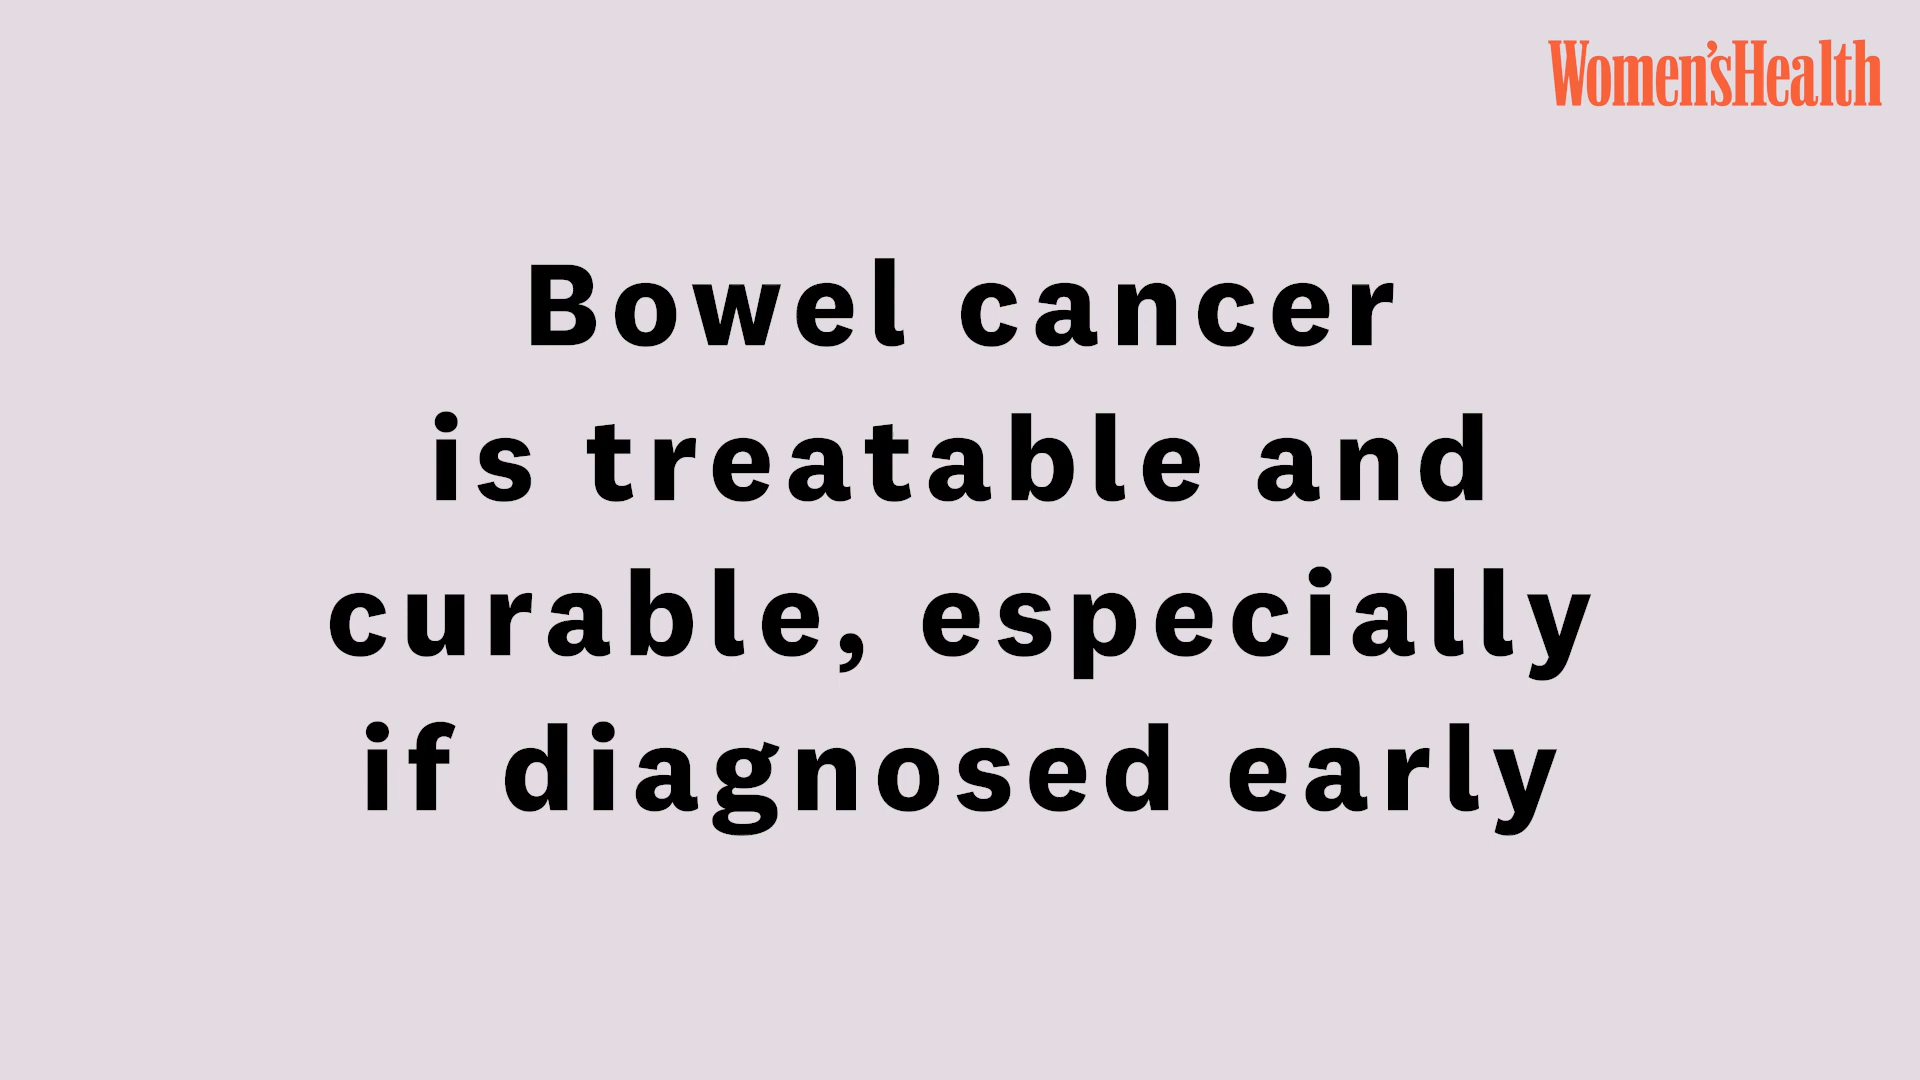 Women'sHealth
Bowel cancer
is treatable and
curable, especially
if diagnosed early